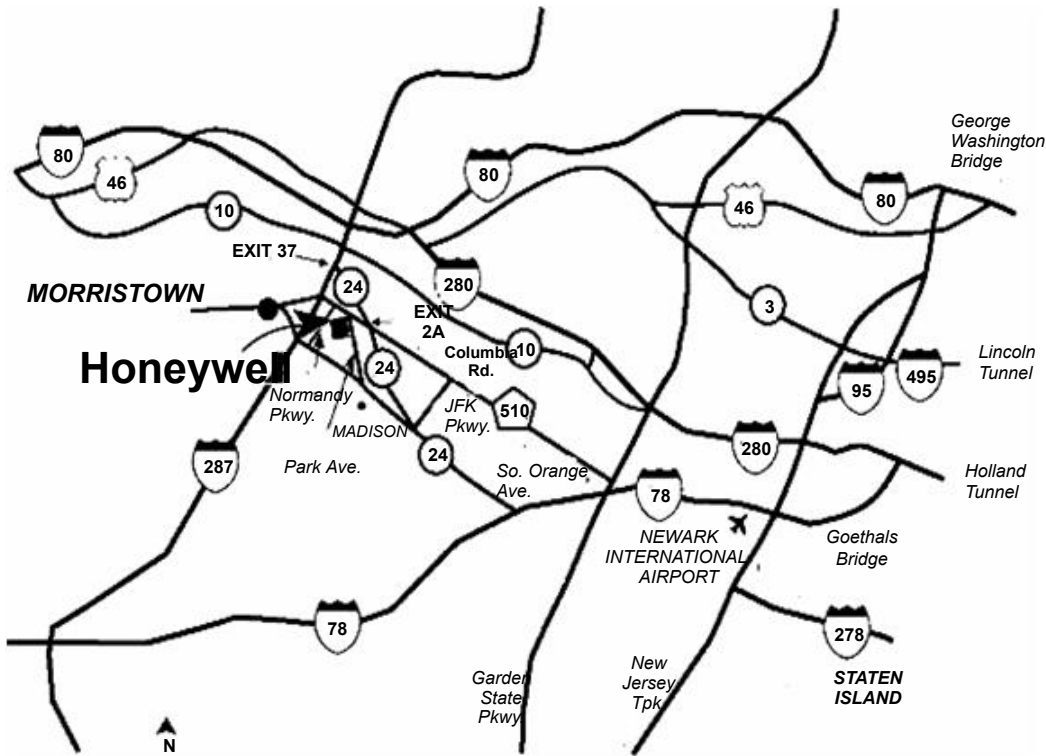 George
Washington
Bridge
80
46
80
80
46
10
EXIT 37
24
280
MORRISTOWN
EXIT
2A
3
Honeywell
Columbia
Rd.
10
24
Lincoln
Tunnel
95
495
Normandy
Pkwy.
JFK
Pkwy.
510
MADISON
24
280
Park Ave.
287
So. Orange
Ave.
78
Holland
Tunnel
NEWARK
INTERNATIONAL
AIRPORT
Goethals
Bridge
78
278
Garden
State
Pkwy
New
Jersey
Tpk.
STATEN
ISLAND
N